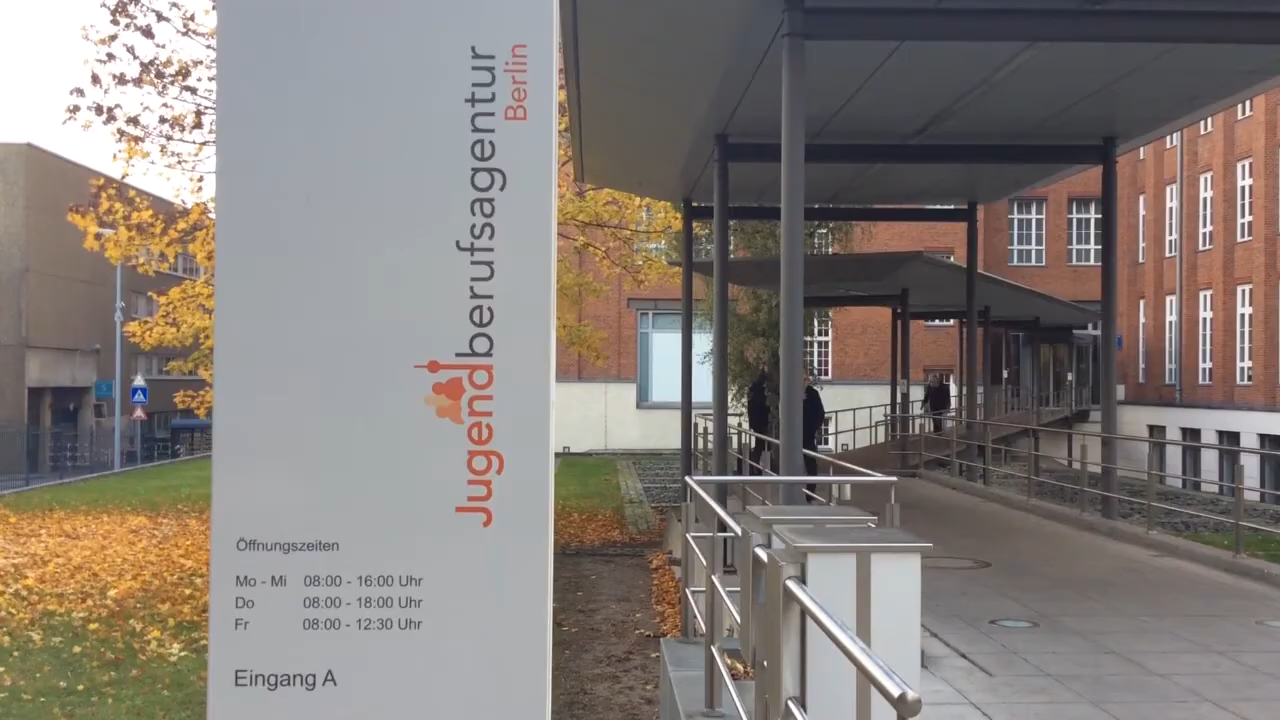 Jugendberufsagentur
Berlin
Öffnungszeiten
Mo - Mi 08:00 - 16:00 Uhr
Do 08:00 - 18:00 Uhr
Fr 08:00 - 12:30 Uhr
Eingang A